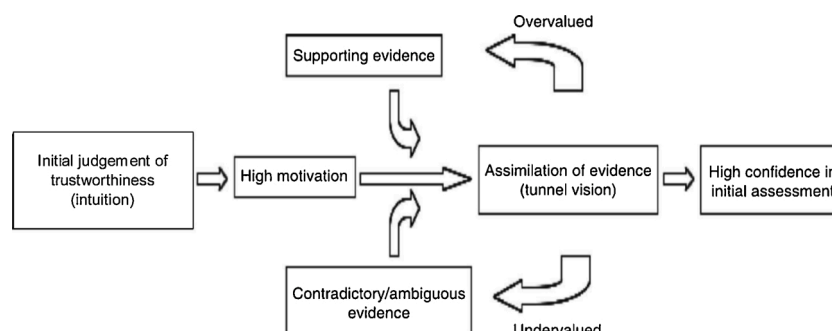 Overvalued
Supporting evidence
Initial judgement of
trustworthiness
(intuition)
High motivation
Assimilation of evidence
(tunnel vision)
High confidence in
initial assessment
Contradictory/ambiguous
evidence
Undervalued